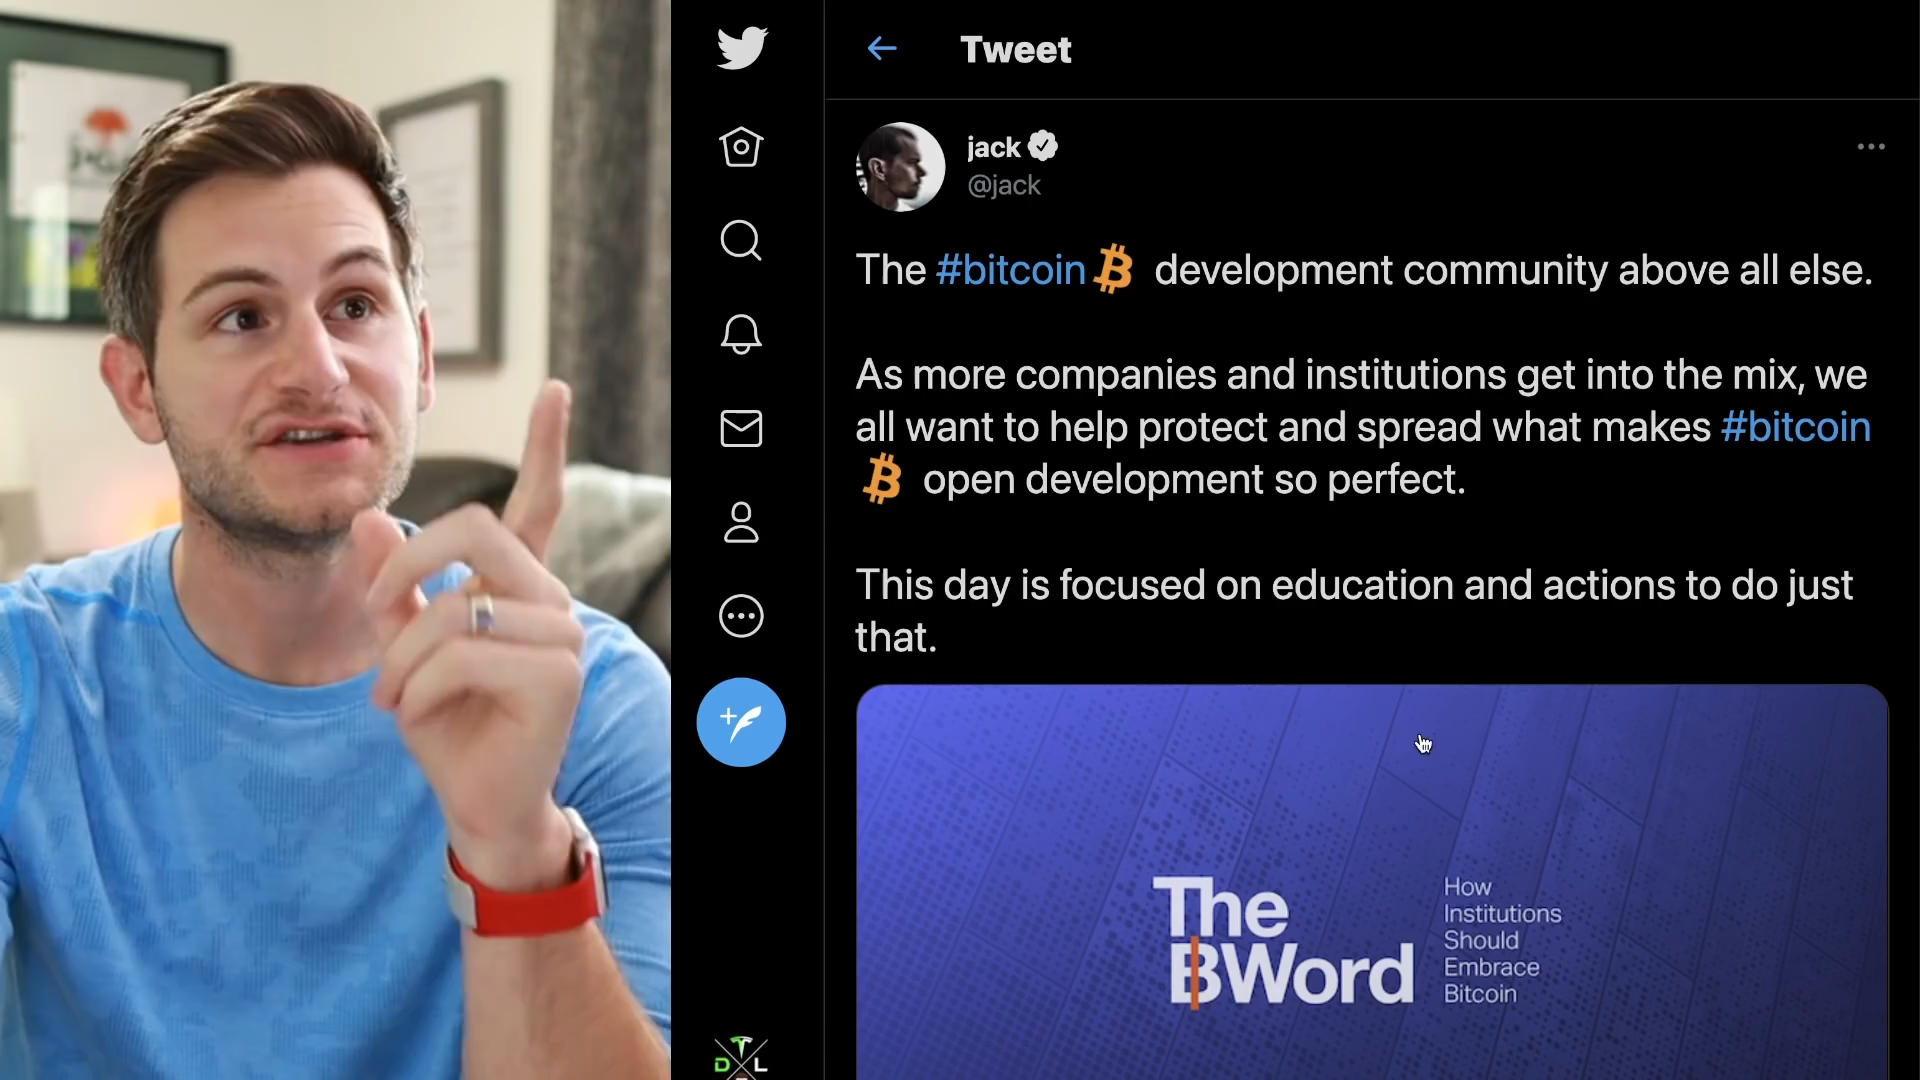 Tweet
jack
@jack
The #bitcoin development community above all else.
As more companies and institutions get into the mix, we
all want to help protect and spread what makes #bitcoin
open development so perfect.
This day is focused on education and actions to do just
that.
The
BWord
How
Institutions
Should
Embrace
Bitcoin
D L